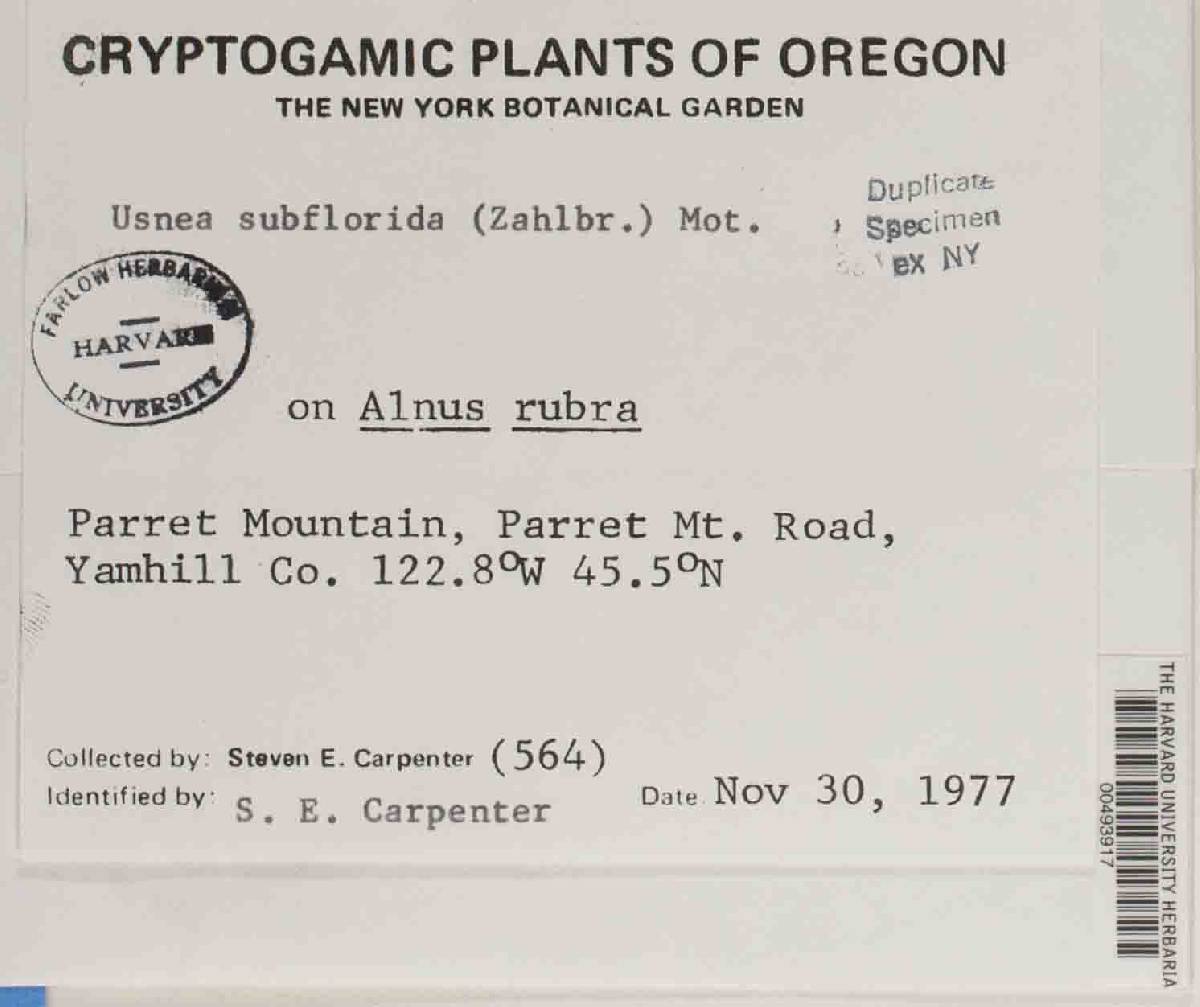 CRYPTOGAMIC PLANTS OF OREGON
THE NEW YORK BOTANICAL GARDEN
Usnea subflorida (Zahlbr.) Mot.
Duplicate
Specimen
ex NY
FARLOW HERBARIUM
HARVARD
UNIVERSITY
on Alnus rubra
Parret Mountain, Parret Mt. Road,
Yamhill Co. 122.8ºW 45.5ºN
Collected by: Steven E. Carpenter (564)
Identified by: S. E. Carpenter
Date Nov 30, 1977
THE HARVARD UNIVERSITY HERBARIA
00493917